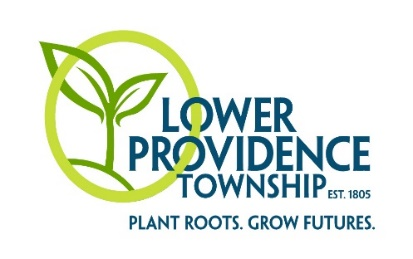 LOWER
PROVIDENCE
TOWNSHIP EST. 1805
PLANT ROOTS. GROW FUTURES.